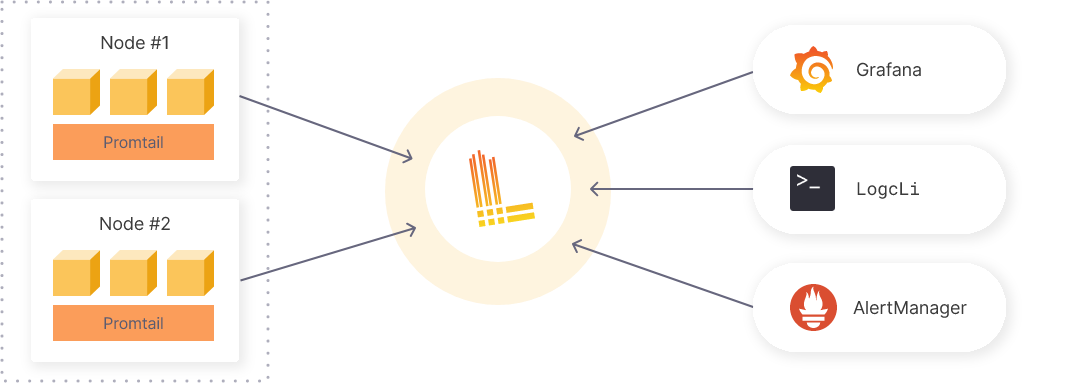 Node #1
Promtail
Node #2
Promtail
Grafana
>_
LogcLi
AlertManager